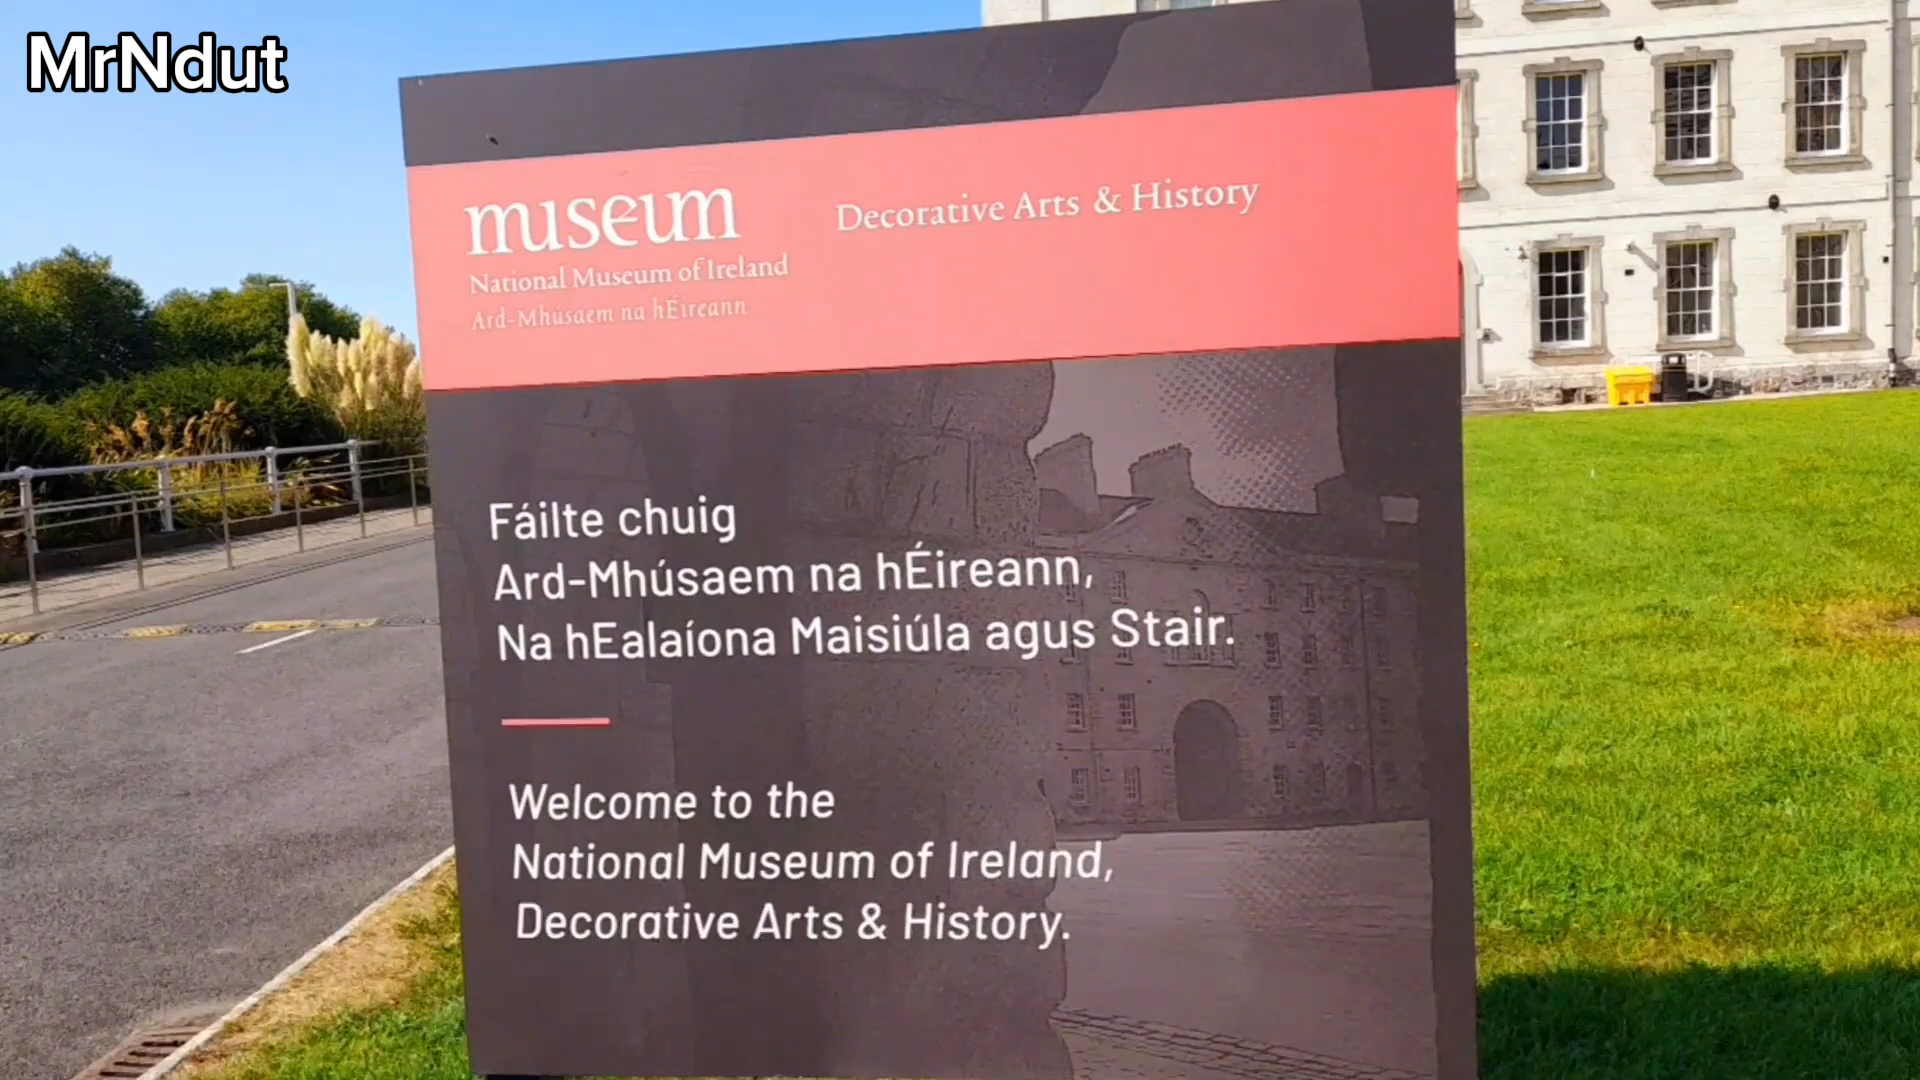 MrNdut
museum
National Museum of Ireland
Ard-Mhúsaem na hÉireann
Decorative Arts & History
Fáilte chuig
Ard-Mhúsaem na hÉireann,
Na hEalaíona Maisiúla agus Stair.
Welcome to the
National Museum of Ireland,
Decorative Arts & History.